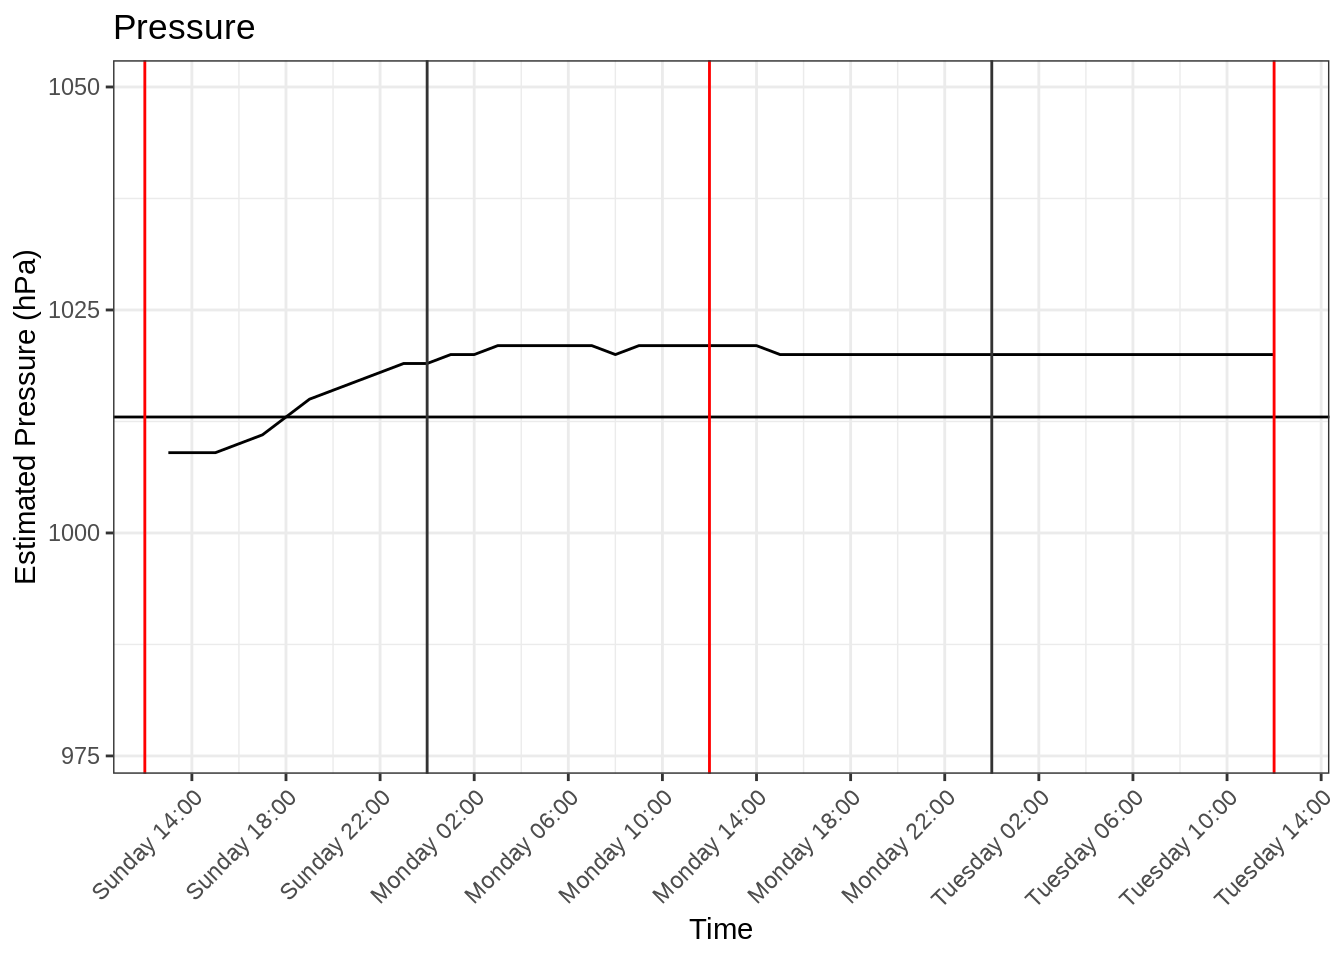 Pressure
Estimated Pressure (hPa)
1050
1025
1000
975
Sunday 14:00
Sunday 18:00
Sunday 22:00
Monday 02:00
Monday 06:00
Monday 10:00
Monday 14:00
Monday 18:00
Monday 22:00
Tuesday 02:00
Tuesday 06:00
Tuesday 10:00
Tuesday 14:00
Time